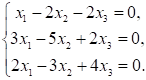 x₁ - 2x₂ - 2x₃ = 0,
3x₁ - 5x₂ + 2x₃ = 0,
2x₁ - 3x₂ + 4x₃ = 0.